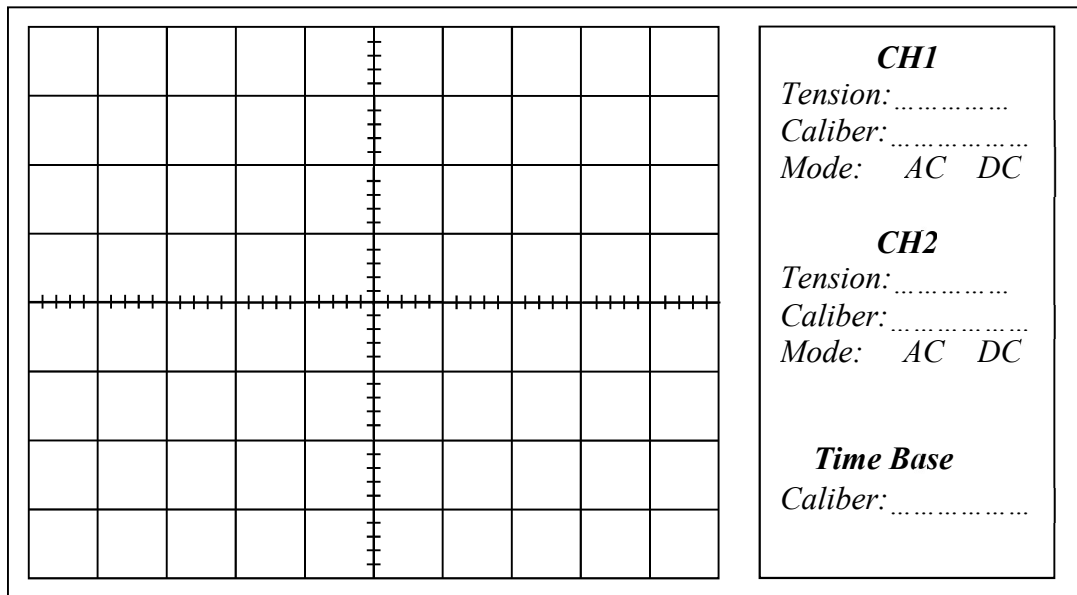 CH1
Tension:……………
Caliber:………………
Mode: AC DC
CH2
Tension:……………
Caliber:………………
Mode: AC DC
Time Base
Caliber:………………